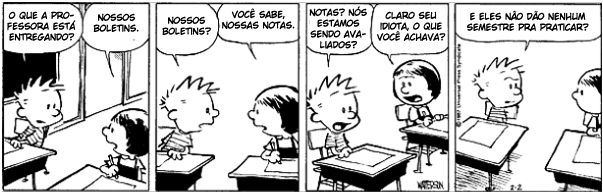 O QUE A PRO-
FESSORA ESTÁ
ENTREGANDO?
NOSSOS
BOLETINS.
NOSSOS
BOLETINS?
VOCÊ SABE,
NOSSAS NOTAS.
NOTAS? NÓS
ESTAMOS
SENDO AVA-
LIADOS?
CLARO SEU
IDIOTA, O QUE
VOCÊ ACHAVA?
WATTERSON
E ELES NÃO DÃO NENHUM
SEMESTRE PRA PRATICAR?
©1987 Universal Press Syndicate
2-2